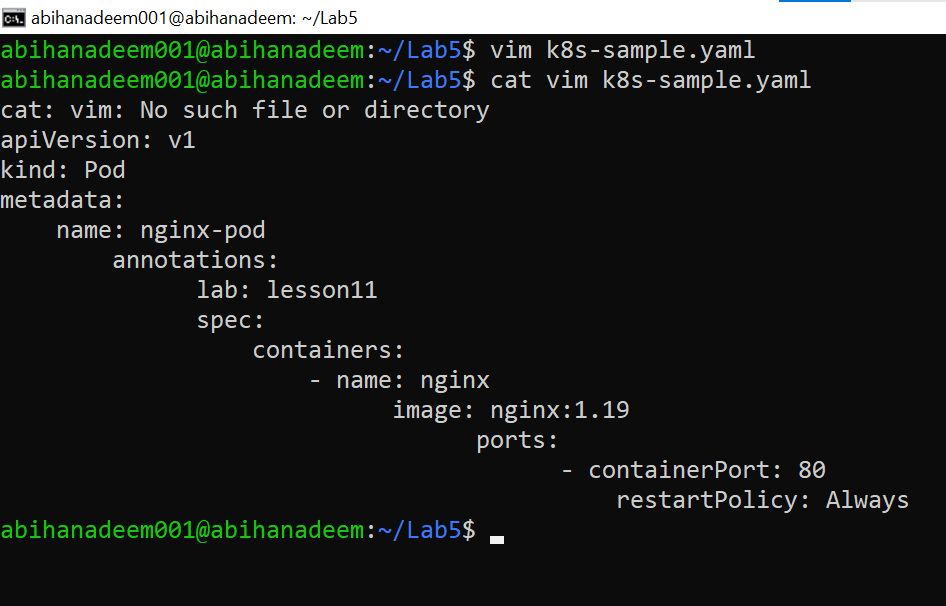 abihanadeem001@abihanadeem: ~/Lab5
abihanadeem001@abihanadeem:~/Lab5$ vim k8s-sample.yaml
abihanadeem001@abihanadeem:~/Lab5$ cat vim k8s-sample.yaml
cat: vim: No such file or directory
apiVersion: v1
kind: Pod
metadata:
    name: nginx-pod
        annotations:
              lab: lesson11
              spec:
                  containers:
                      - name: nginx
                            image: nginx:1.19
                                  ports:
                                        - containerPort: 80
                                            restartPolicy: Always
abihanadeem001@abihanadeem:~/Lab5$